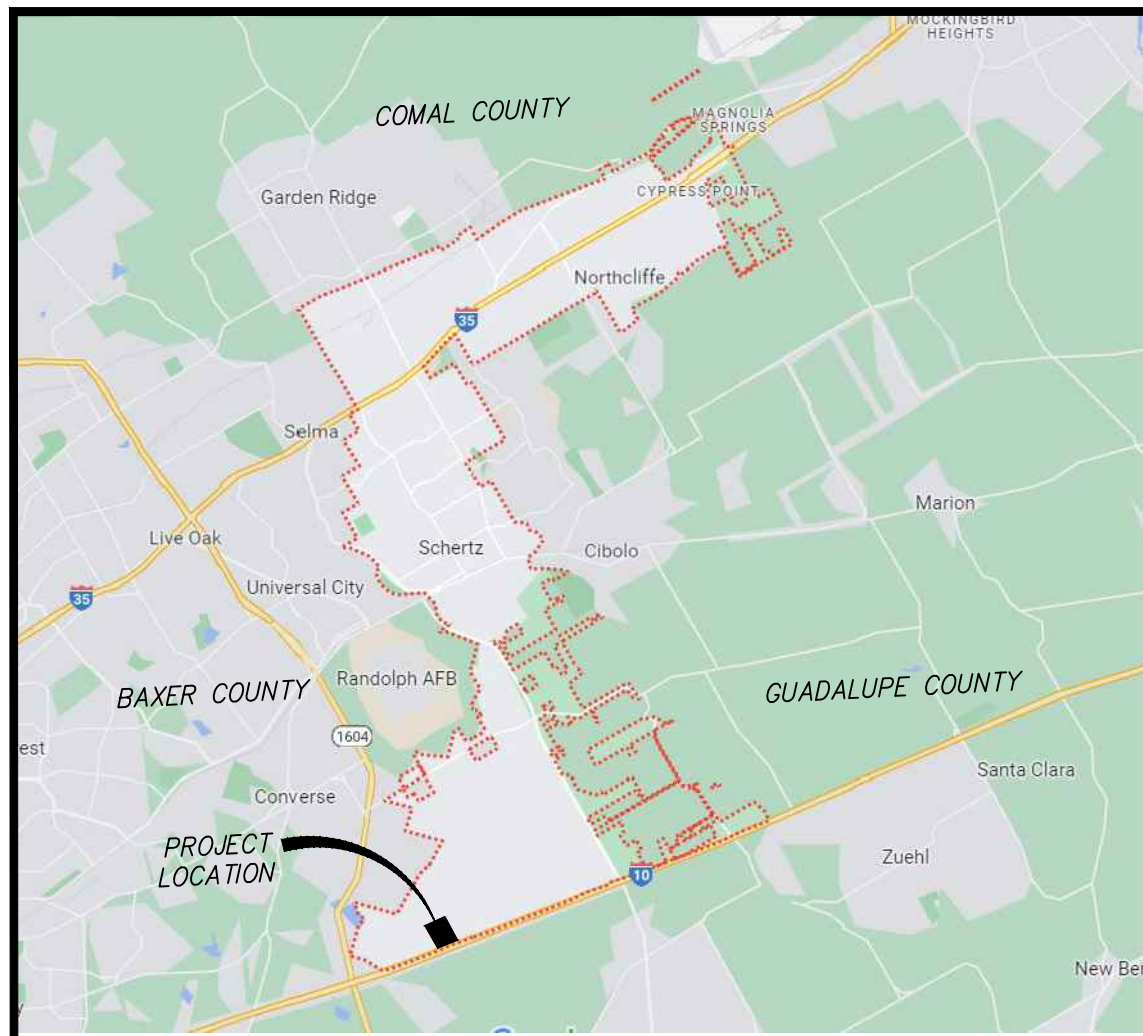 MOCKINGBIRD
HEIGHTS
COMAL COUNTY
MAGNOLIA
SPRINGS
Garden Ridge
CYPRESS POINT
Northcliffe
35
Selma
Marion
Live Oak
Schertz
Cibolo
Universal City
35
Randolph AFB
BAXER COUNTY
GUADALUPE COUNTY
1604
est
Santa Clara
Converse
PROJECT
LOCATION
Zuehl
10
New Ber